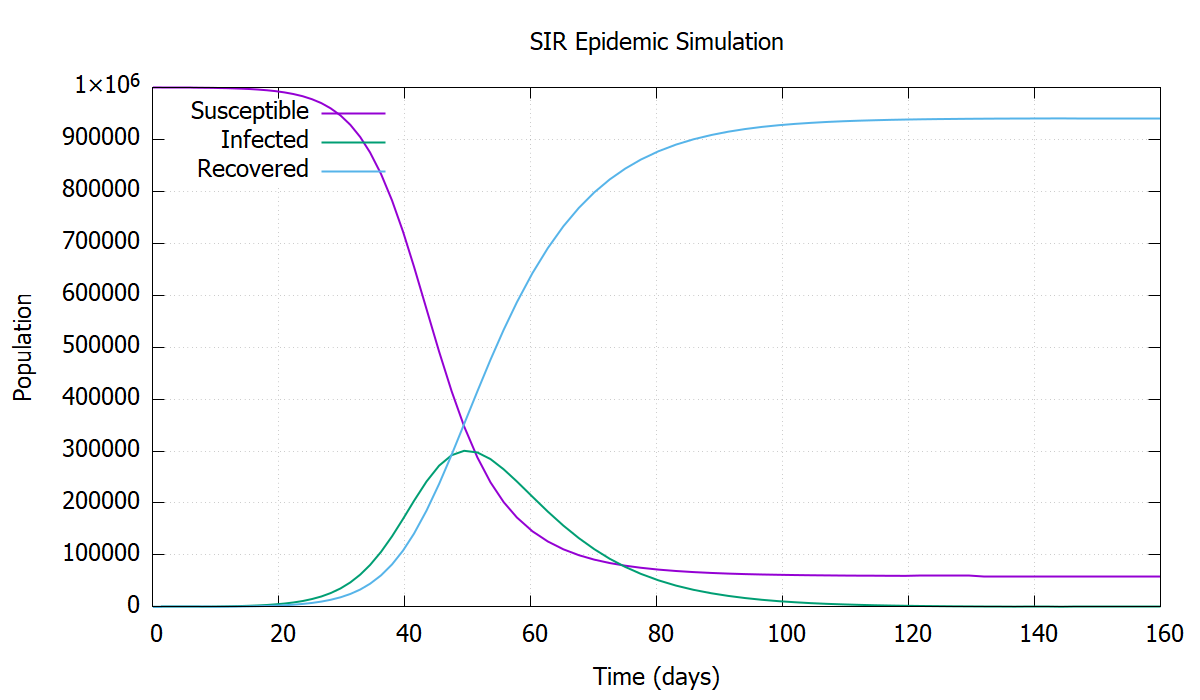 SIR Epidemic Simulation
1×10⁶
900000
800000
700000
600000
500000
400000
300000
200000
100000
0
Susceptible
Infected
Recovered
Population
0 20 40 60 80 100 120 140 160
Time (days)